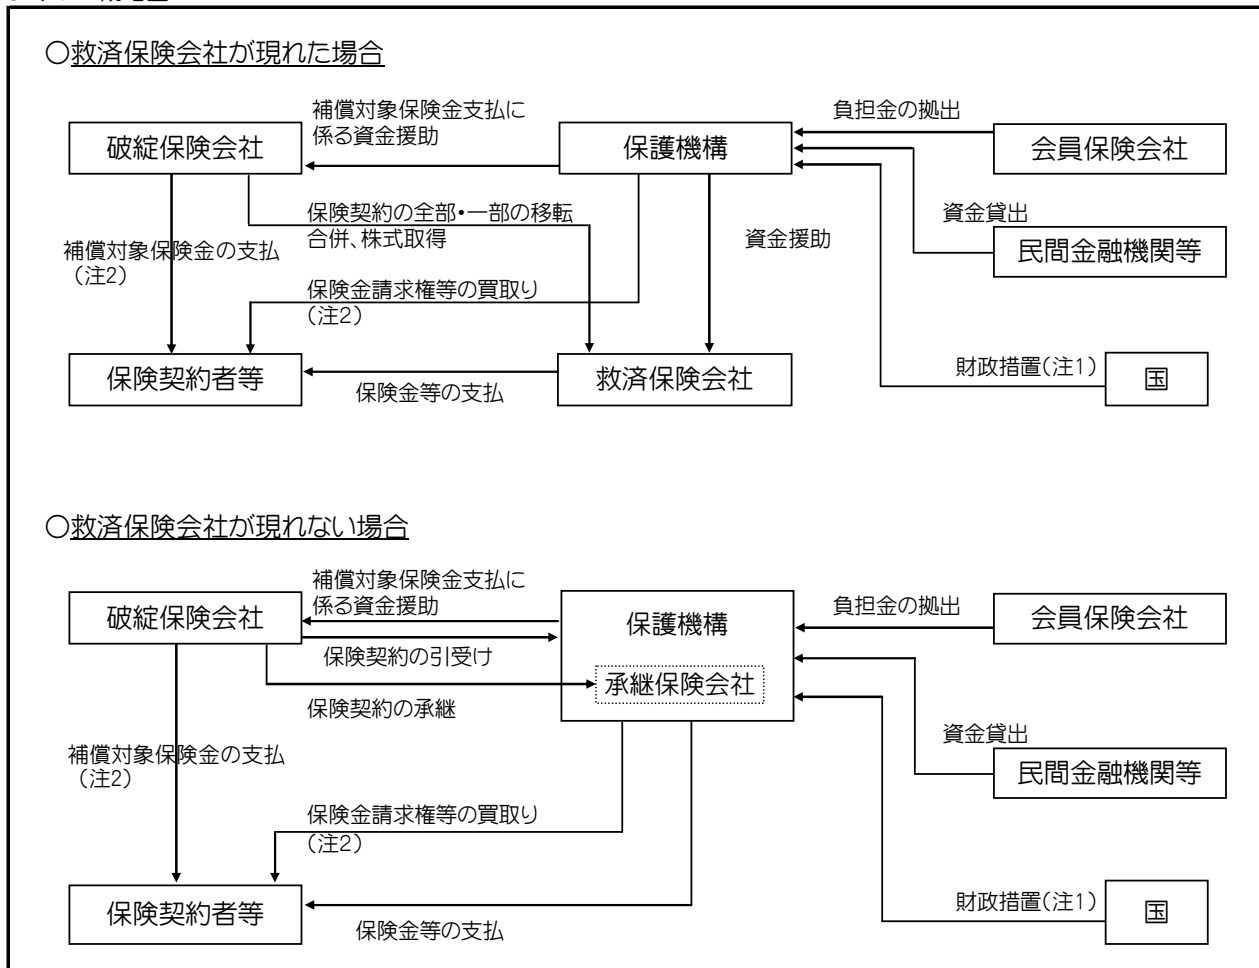 ○救済保険会社が現れた場合
補償対象保険金支払に
係る資金援助
負担金の拠出
破綻保険会社
保護機構
会員保険会社
保険契約の全部・一部の移転
合併、株式取得
資金援助
資金貸出
補償対象保険金の支払
(注2)
民間金融機関等
保険金請求権等の買取り
(注2)
財政措置(注1)
国
保険契約者等
救済保険会社
保険金等の支払
○救済保険会社が現れない場合
補償対象保険金支払に
係る資金援助
負担金の拠出
破綻保険会社
保護機構
会員保険会社
保険契約の引受け
承継保険会社
保険契約の承継
資金貸出
補償対象保険金の支払
(注2)
民間金融機関等
保険金請求権等の買取り
(注2)
財政措置(注1)
国
保険契約者等
保険金等の支払